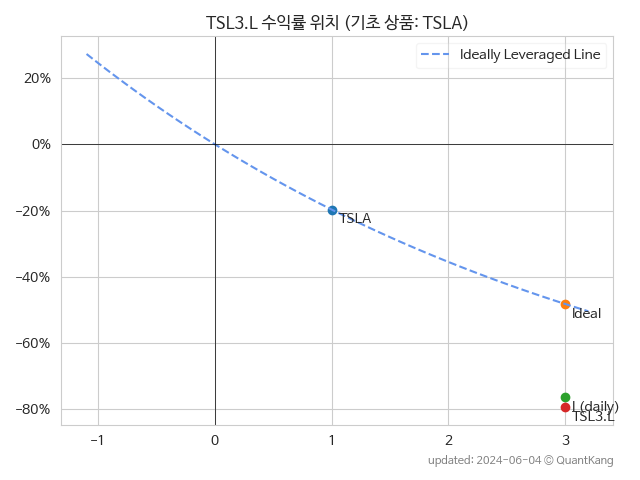 TSL3.L 수익률 위치 (기초 상품: TSLA)
Ideally Leveraged Line
20%
0%
−20%
−40%
−60%
−80%
TSLA
Ideal
L (daily)
TSL3.L
−1
0
1
2
3
updated: 2024-06-04 © QuantKang